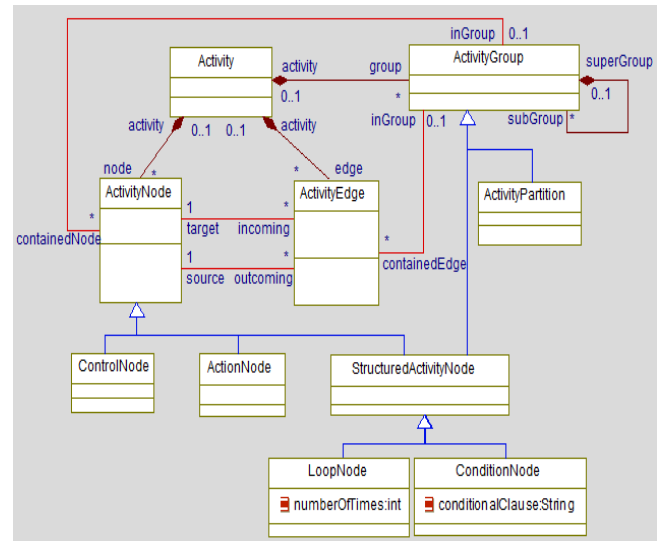 inGroup 0..1
Activity
activity
group
ActivityGroup
superGroup
0..1
*
0..1
activity
0..1
0..1
activity
inGroup
0..1
subGroup
*
node
*
*
edge
ActivityNode
ActivityEdge
ActivityPartition
1
*
target
incoming
*
containedNode
*
containedEdge
1
*
source
outcoming
ControlNode
ActionNode
StructuredActivityNode
LoopNode
ConditionNode
numberOfTimes:int
conditionalClause:String